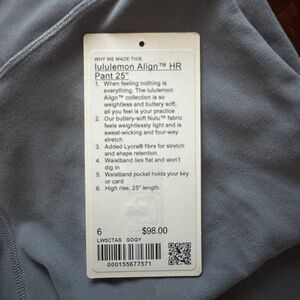 WHY WE MADE THIS
lululemon Align™ HR
Pant 25"
1. When feeling nothing is
everything. The lululemon
Align™ collection is so
weightless and buttery soft,
all you feel is your practice
2. Our buttery-soft Nulu™ fabric
feels weightlessly light and is
sweat-wicking and four-way
stretch
3. Added Lycra® fibre for stretch
and shape retention
4. Waistband lies flat and won't
dig in
5. Waistband pocket holds your key
or card
6. High rise, 25" length
6 $98.00
LW5CTAS SDGY
000155677571